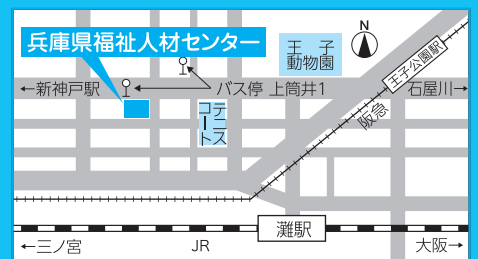 兵庫県福祉人材センター
王子
動物園
N
王子公園駅
←新神戸駅
バス停 上筒井1
石屋川→
テニス
コート
阪急
灘駅
←三ノ宮
JR
大阪→